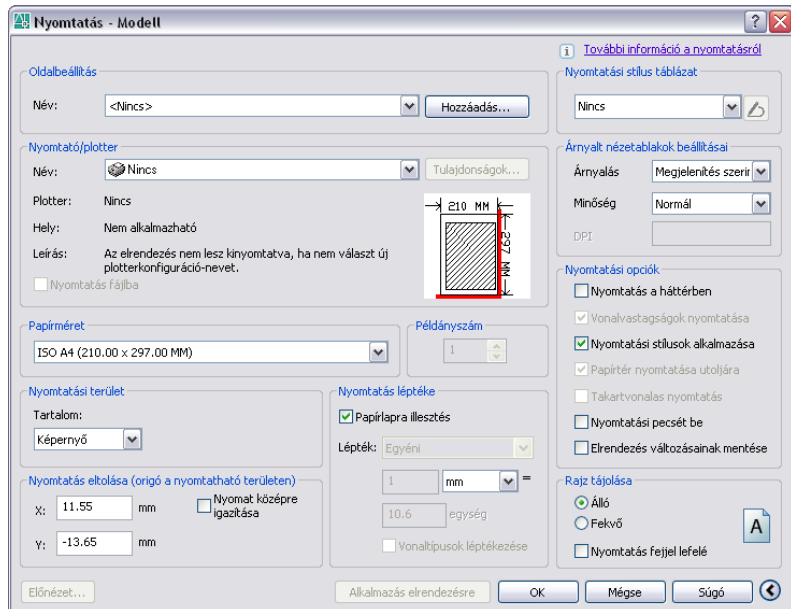 Nyomtatás - Modell
További információ a nyomtatásról
Oldalbeállítás
Név: <Nincs> Hozzáadás...
Nyomtatási stílus táblázat
Nincs
Nyomtató/plotter
Név: Nincs Tulajdonságok...
Plotter: Nincs
Hely: Nem alkalmazható
Leírás: Az elrendezés nem lesz kinyomtatva, ha nem választ új
plotterkonfiguráció-nevet.
Nyomtatás fájlba
210 MM
297 MM
Árnyalt nézetablakok beállításai
Árnyalás Megjelenítés szerir
Minőség Normál
DPI
Papírméret
ISO A4 (210.00 x 297.00 MM)
Példányszám
1
Nyomtatási opciók
Nyomtatás a háttérben
Vonalvastagságok nyomtatása
Nyomtatási stílusok alkalmazása
Papírtér nyomtatása utoljára
Takartvonalas nyomtatás
Nyomtatási pecsét be
Elrendezés változásainak mentése
Nyomtatási terület
Tartalom:
Képernyő
Nyomtatás léptéke
Papírlapra illesztés
Lépték: Egyéni
1 mm =
10.6 egység
Vonaltípusok léptékezése
Nyomtatás eltolása (origó a nyomtatható területen)
X: 11.55 mm
Nyomat középre
igazítása
Y: -13.65 mm
Rajz tájolása
Álló
Fekvő
Nyomtatás fejjel lefelé
A
Előnézet...
Alkalmazás elrendezésre
OK
Mégse
Súgó